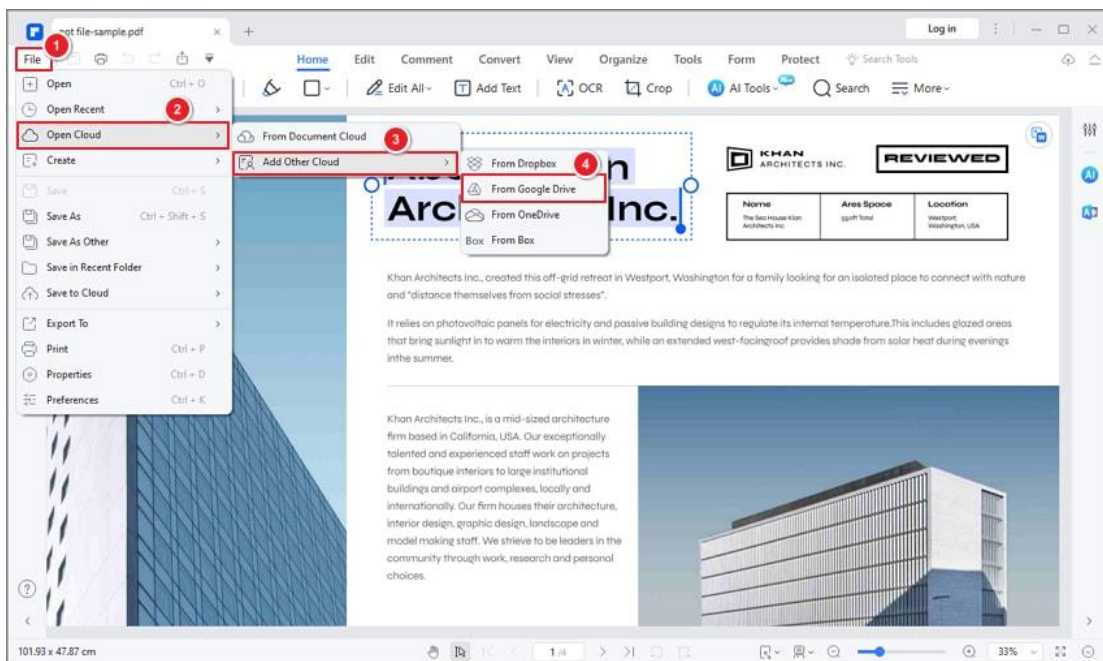 not file-sample.pdf
Log in
1
File
Home Edit Comment Convert View Organize Tools Form Protect Search Tools
Edit All Add Text OCR Crop AI AI Tools Search More
Open Ctrl + O
Open Recent
2
Open Cloud
Create
Save Ctrl + S
Save As Ctrl + Shift + S
Save As Other
Save in Recent Folder
Save to Cloud
Export To
Print Ctrl + P
Properties Ctrl + D
Preferences Ctrl + K
From Document Cloud
3
Add Other Cloud
From Dropbox
4
From Google Drive
From OneDrive
Box From Box
Inc.
KHAN
ARCHITECTS INC.
REVIEWED
Name
The Sea House Klan
Architects Inc
Area Space
550ft Total
Location
Westport,
Washington, USA
Khan Architects Inc., created this off-grid retreat in Westport, Washington for a family looking for an isolated place to connect with nature
and "distance themselves from social stresses".
It relies on photovoltaic panels for electricity and passive building designs to regulate its internal temperature.This includes glazed areas
that bring sunlight in to warm the interiors in winter, while an extended west-facingroof provides shade from solar heat during evenings
inthe summer.
Khan Architects Inc., is a mid-sized architecture
firm based in California, USA. Our exceptionally
talented and experienced staff work on projects
from boutique interiors to large institutional
buildings and airport complexes, locally and
internationally. Our firm houses their architecture,
interior design, graphic design, landscape and
model making staff. We strieve to be leaders in the
community through work, research and personal
choices.
101.93 x 47.87 cm
1 /4
33%